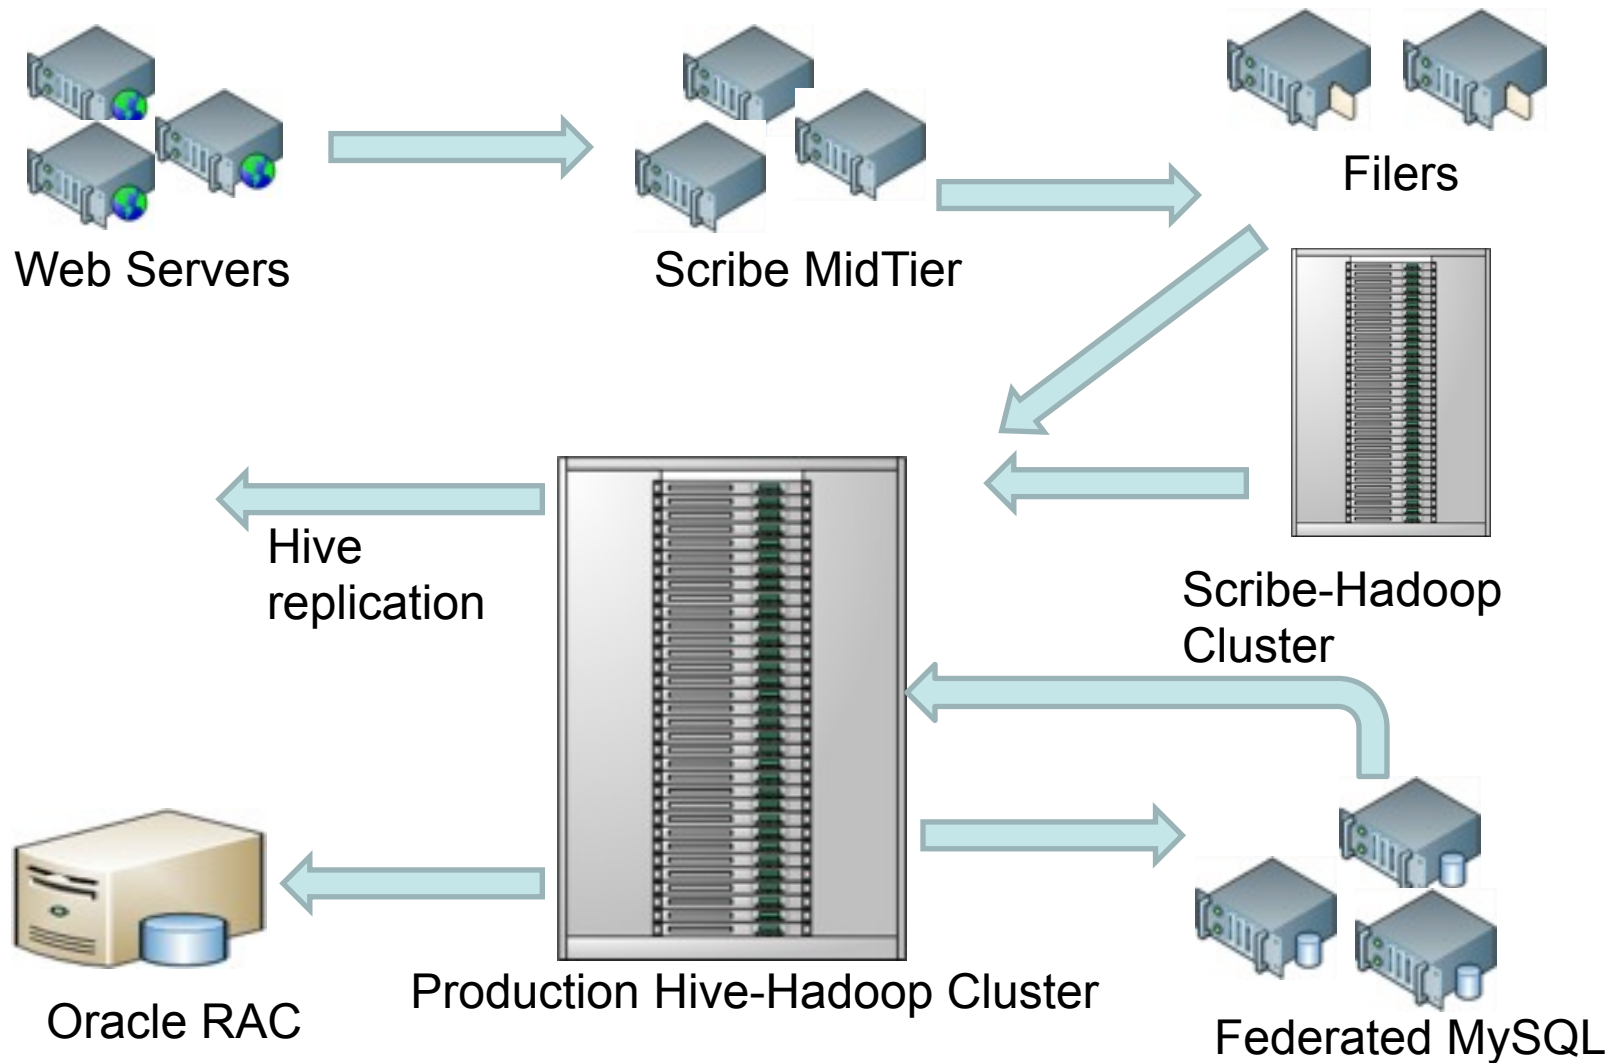 Filers
Web Servers
Scribe MidTier
Hive
replication
Scribe-Hadoop
Cluster
Production Hive-Hadoop Cluster
Oracle RAC
Federated MySQL